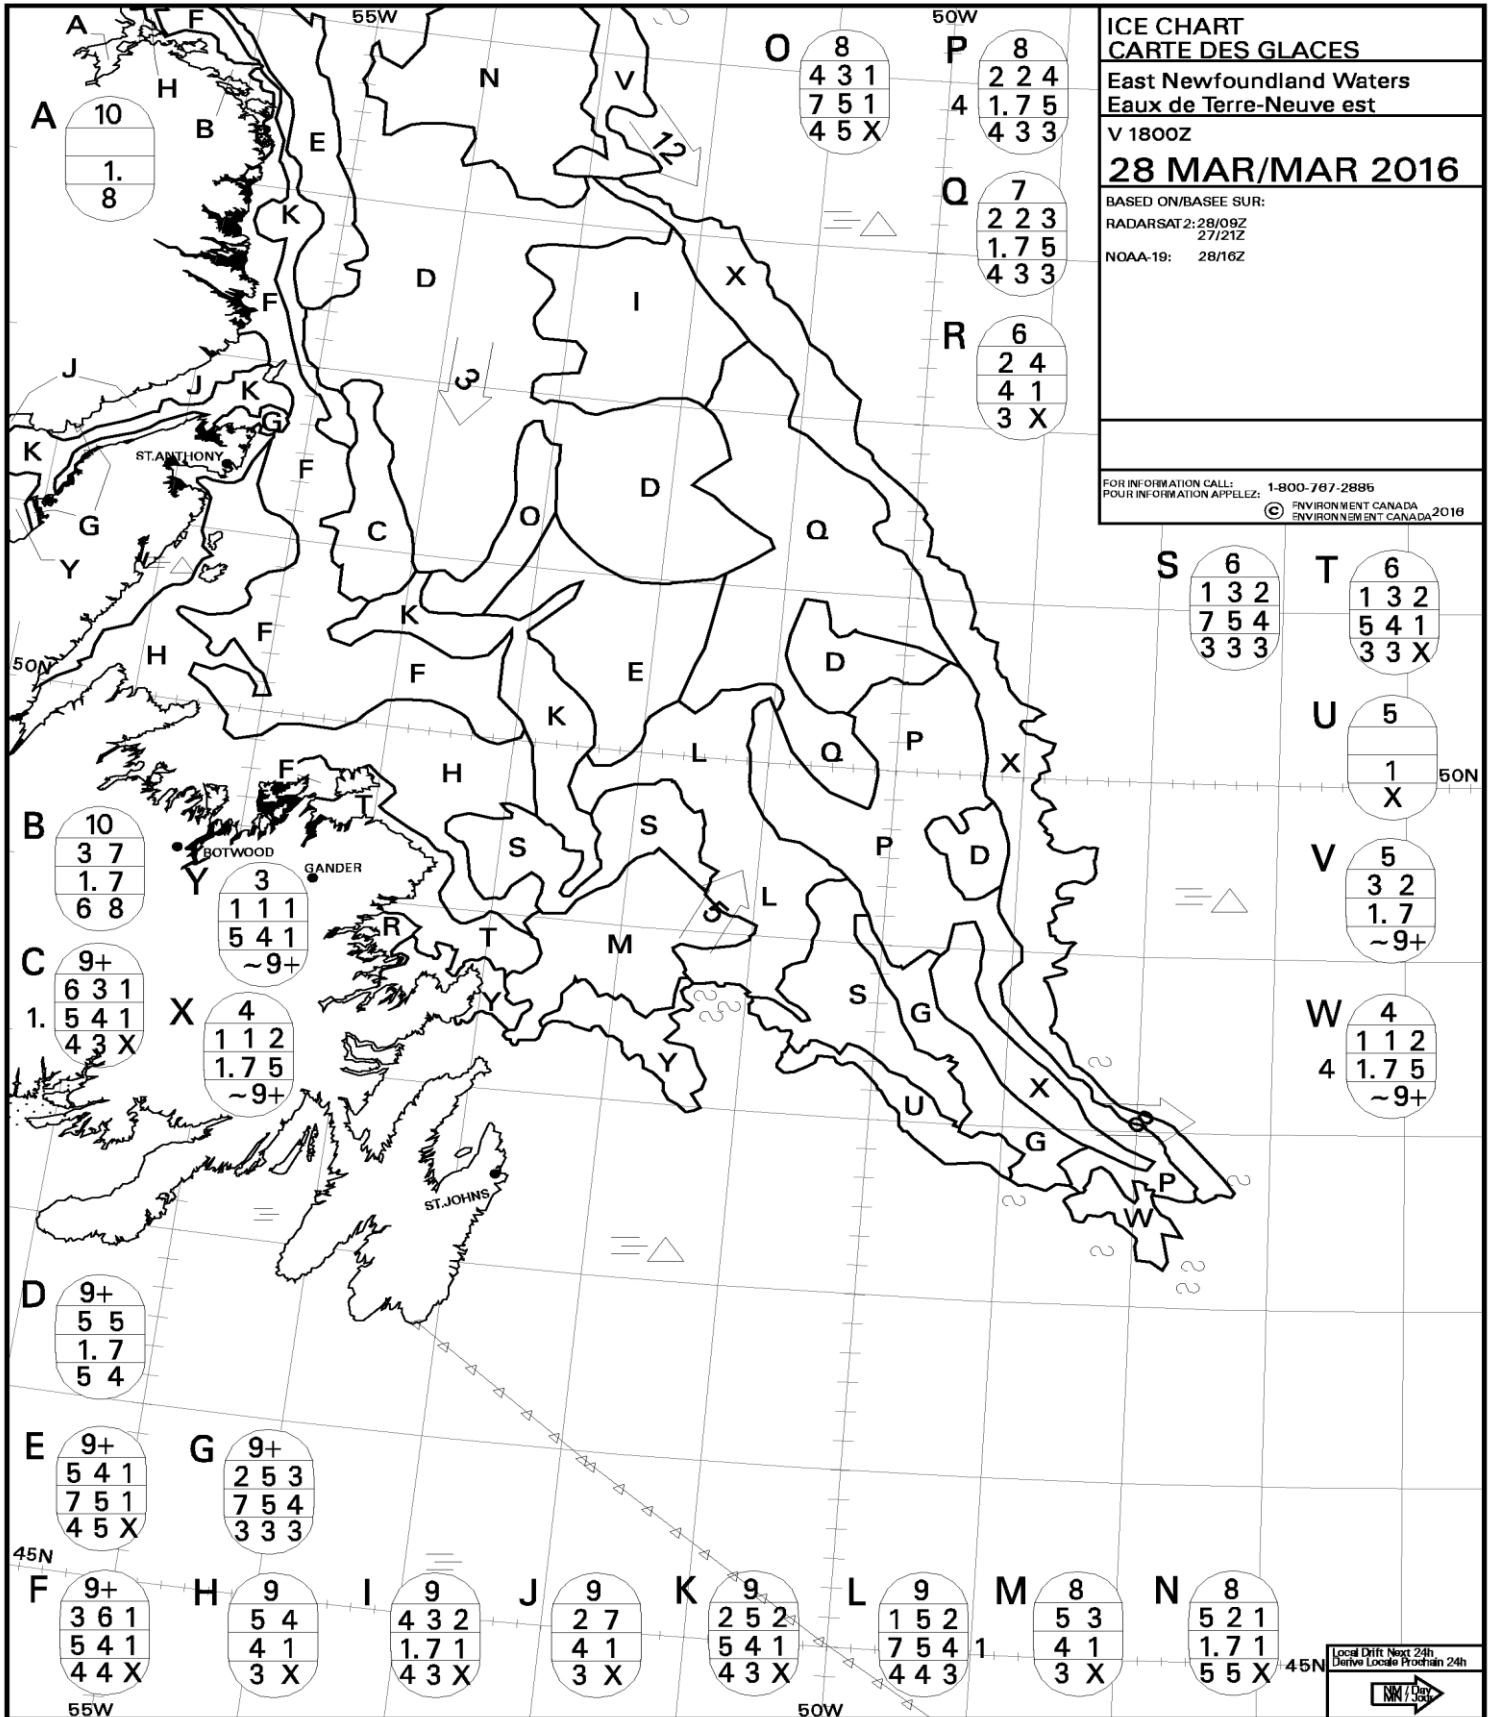 ICE CHART
CARTE DES GLACES
East Newfoundland Waters
Eaux de Terre-Neuve est
V 1800Z
28 MAR/MAR 2016
BASED ON/BASEE SUR:
RADARSAT2: 28/09Z
27/21Z
NOAA-19: 28/16Z
FOR INFORMATION CALL: 1-800-767-2885
POUR INFORMATION APPELEZ:
© ENVIRONMENT CANADA 2016
ENVIRONNEMENT CANADA
55W
50W
A F
H
B
E
N
V
12
K
D
F
I
X
J
J
K
G
K
3
ST.ANTHONY
F
C
O
D
Q
G
Y
K
F
H
F
E
D
50N
K
L
Q
P
X
50N
F
H
T
S
S
P
D
BOTWOOD
GANDER
R
T
M
L
5
Y
S
G
Y
U
X
8
G
P
W
ST.JOHNS
A
10
1.
8
B
10
3 7
1. 7
6 8
C
9+
6 3 1
1. 5 4 1
4 3 X
D
9+
5 5
1. 7
5 4
E
9+
5 4 1
7 5 1
4 5 X
F
9+
3 6 1
5 4 1
4 4 X
G
9+
2 5 3
7 5 4
3 3 3
H
9
5 4
4 1
3 X
I
9
4 3 2
1. 7 1
4 3 X
J
9
2 7
4 1
3 X
K
9
2 5 2
5 4 1
4 3 X
L
9
1 5 2
7 5 4 1
4 4 3
M
8
5 3
4 1
3 X
N
8
5 2 1
1. 7 1
5 5 X
O
8
4 3 1
7 5 1
4 5 X
P
8
2 2 4
4 1. 7 5
4 3 3
Q
7
2 2 3
1. 7 5
4 3 3
R
6
2 4
4 1
3 X
S
6
1 3 2
7 5 4
3 3 3
T
6
1 3 2
5 4 1
3 3 X
U
5
1
X
V
5
3 2
1. 7
~9+
W
4
1 1 2
4 1. 7 5
~9+
X
4
1 1 2
1. 7 5
~9+
Y
3
1 1 1
5 4 1
~9+
45N
55W
50W
45N
Local Drift Next 24h
Derive Locale Prochain 24h
NM / Day
MN / Jour